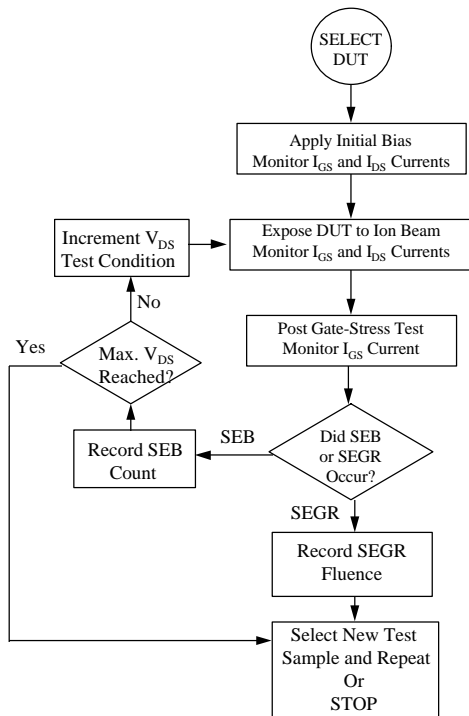 SELECT
DUT
Apply Initial Bias
Monitor I_GS and I_DS Currents
Increment V_DS
Test Condition
Expose DUT to Ion Beam
Monitor I_GS and I_DS Currents
No
Yes
Post Gate-Stress Test
Monitor I_GS Current
Max. V_DS
Reached?
SEB
Did SEB
or SEGR
Occur?
Record SEB
Count
SEGR
Record SEGR
Fluence
Select New Test
Sample and Repeat
Or
STOP